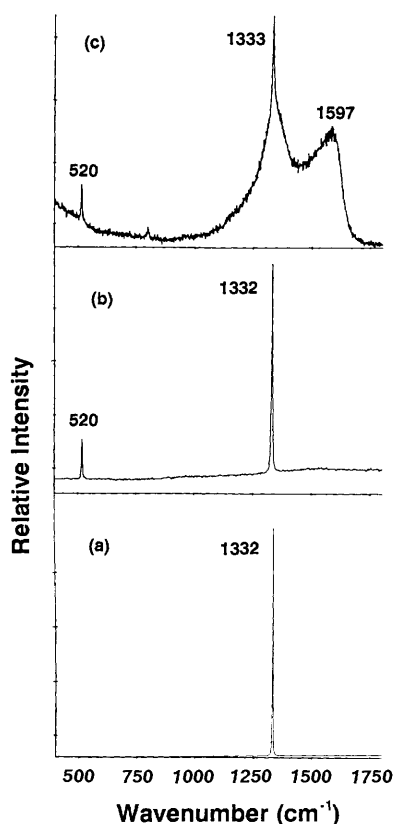 (c)
1333
1597
520
(b)
1332
520
(a)
1332
Relative Intensity
500 750 1000 1250 1500 1750
Wavenumber (cm⁻¹)